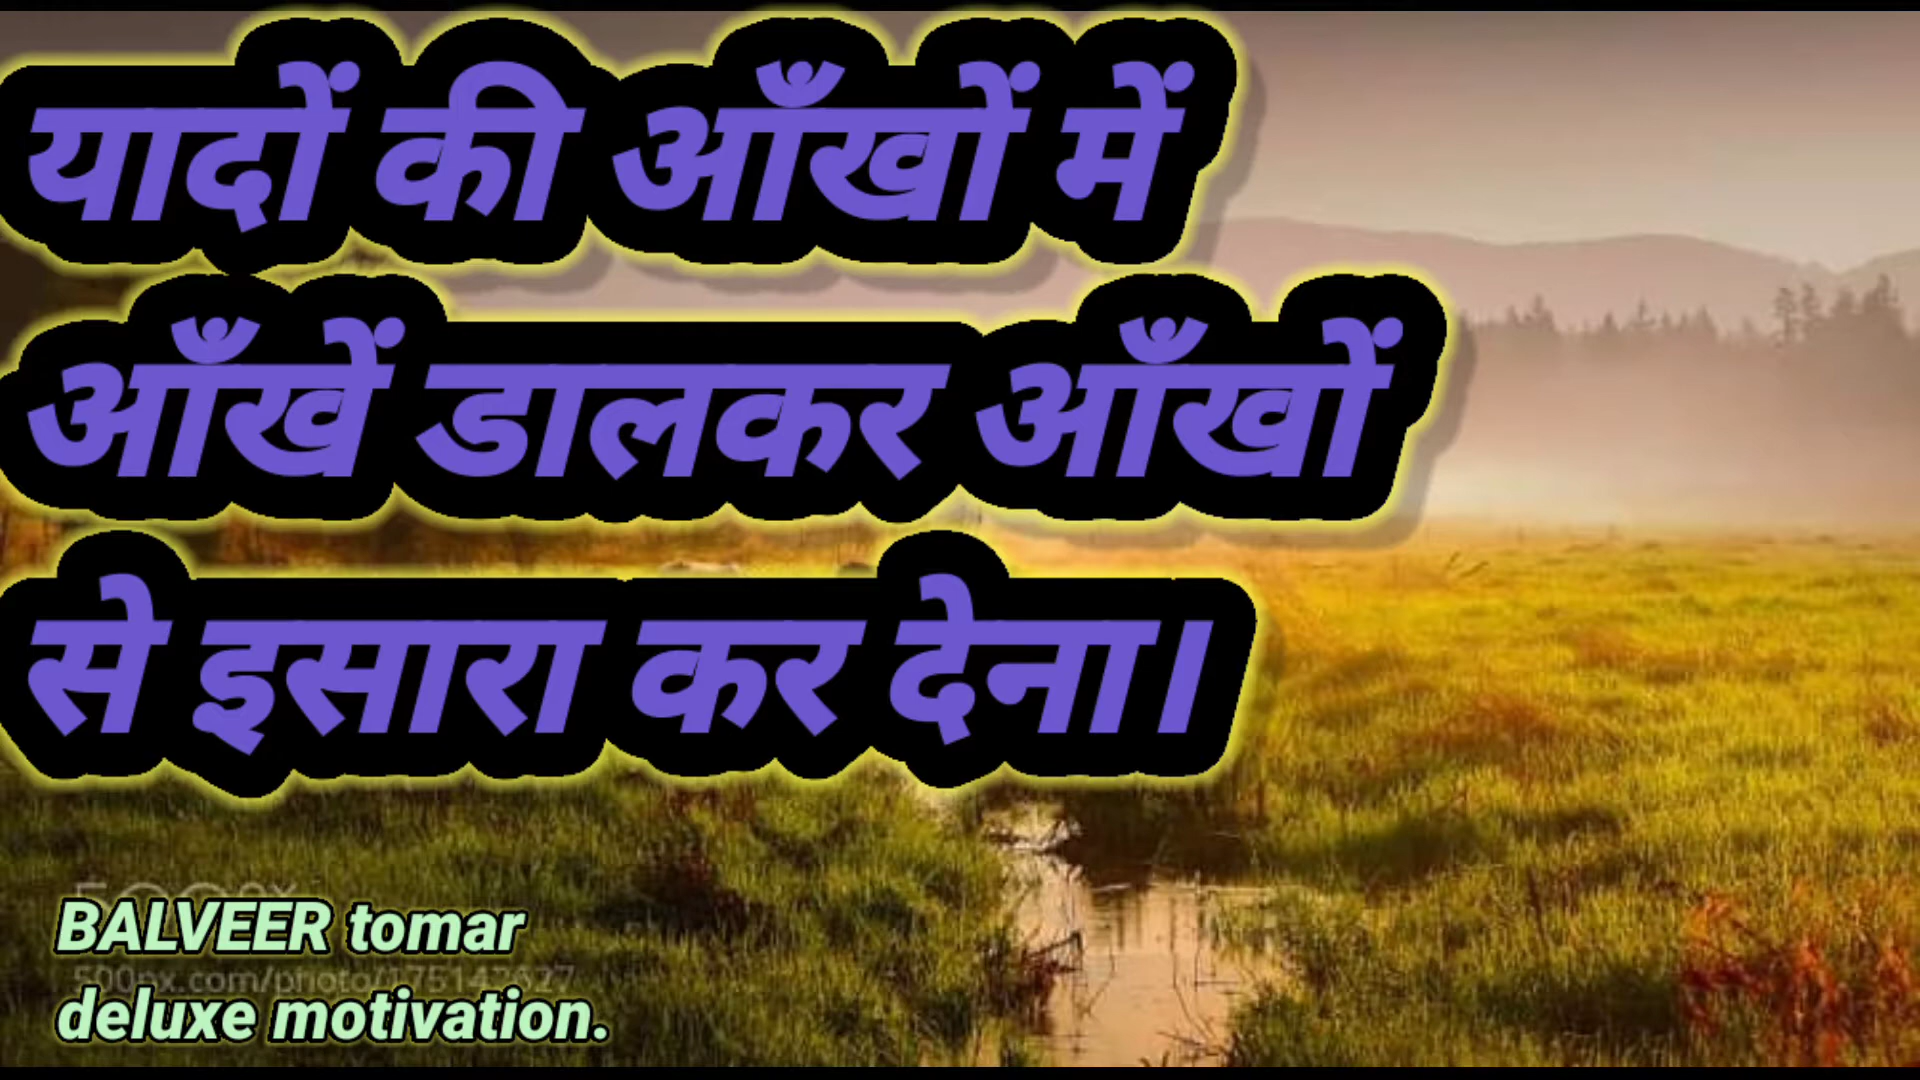 यादों की आँखों में
आँखें डालकर आँखों
से इसारा कर देना।
BALVEER tomar
deluxe motivation.